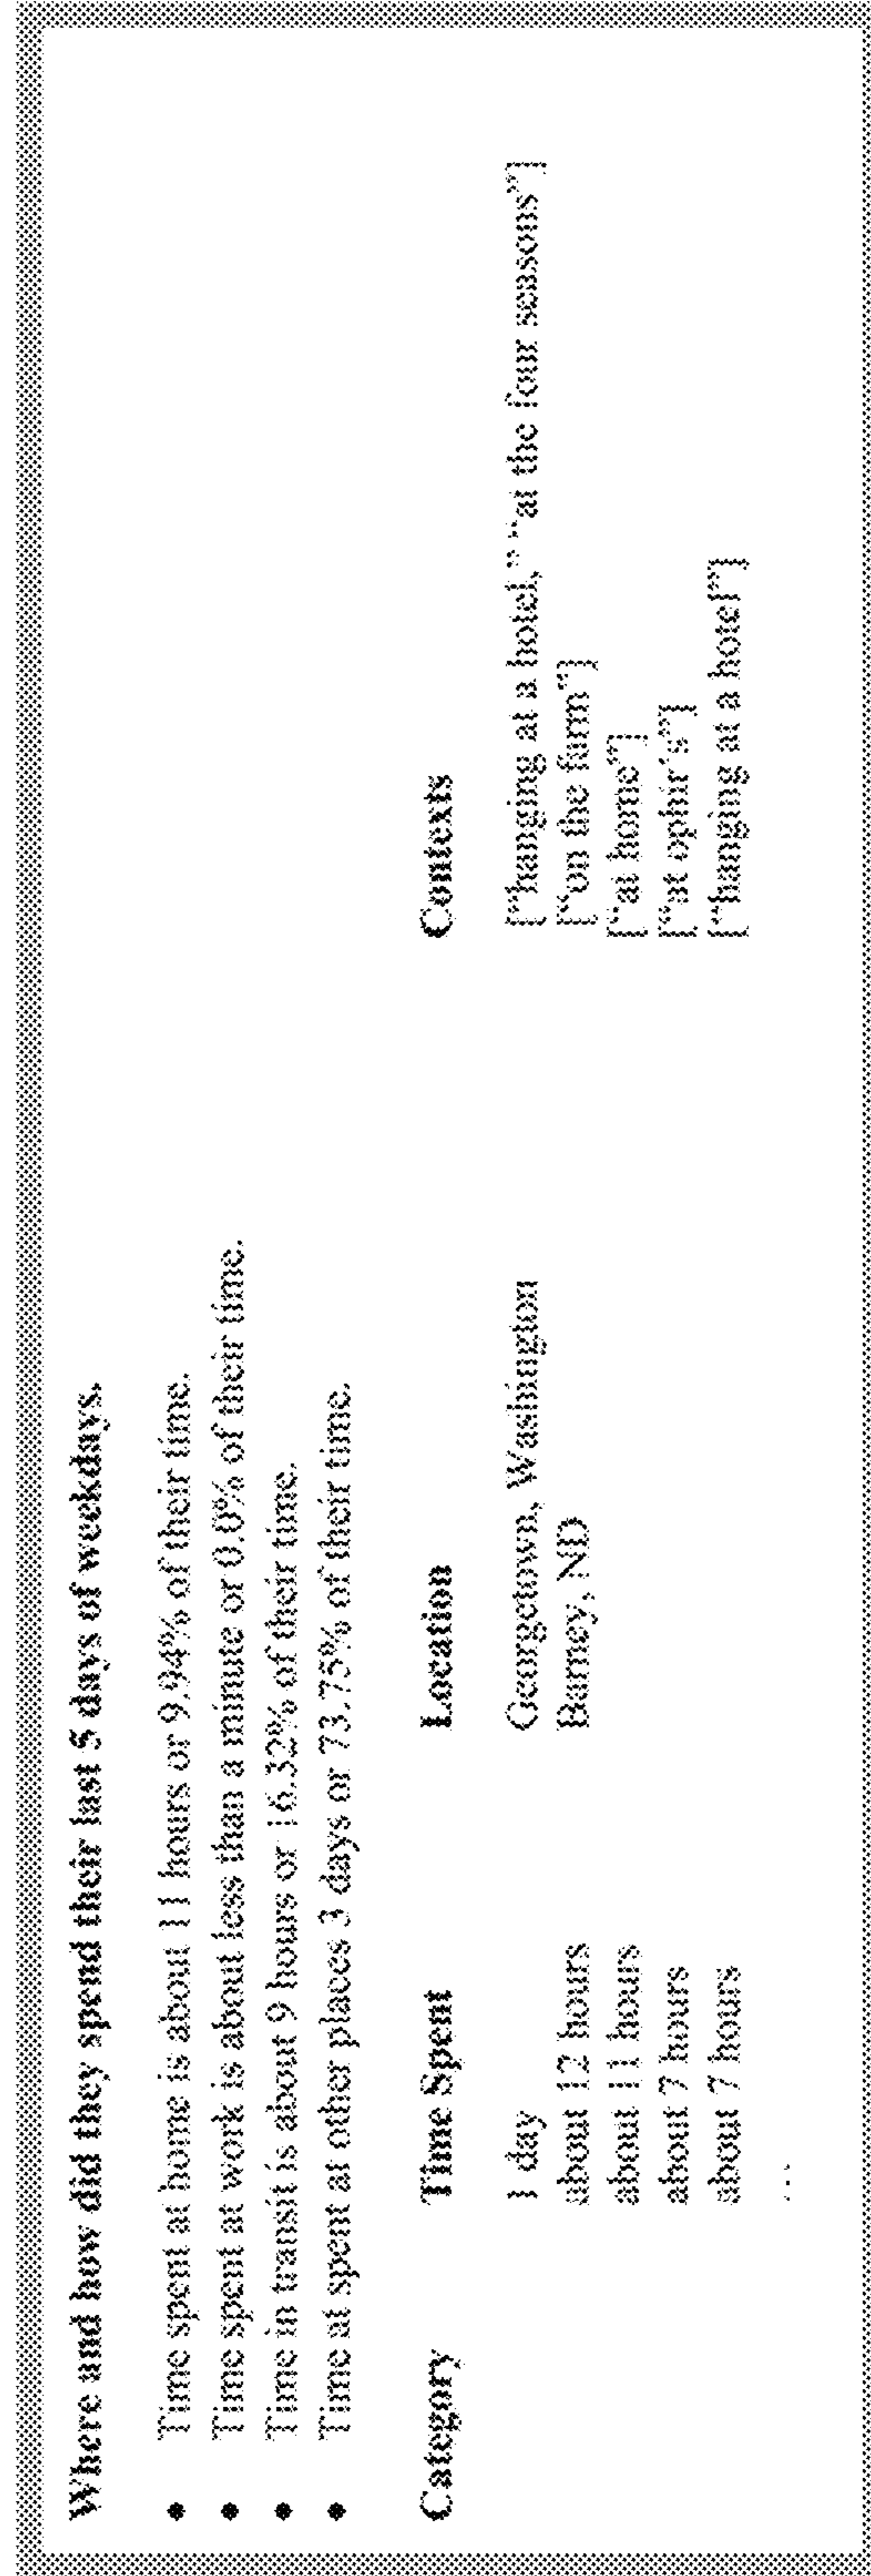 Where and how did they spend their last 5 days of weekdays.
• Time spent at home is about 11 hours or 9.94% of their time.
• Time spent at work is about less than a minute or 0.0% of their time.
• Time in transit is about 9 hours or 16.32% of their time.
• Time at spent at other places 3 days or 73.75% of their time.
Category Time Spent Location Contexts
1 day Georgetown, Washington [“hanging at a hotel,” “at the four seasons”]
about 12 hours Barney, ND [“on the farm”]
about 11 hours [“at home”]
about 7 hours [“at ophir's”]
about 7 hours [“hanging at a hotel”]
...